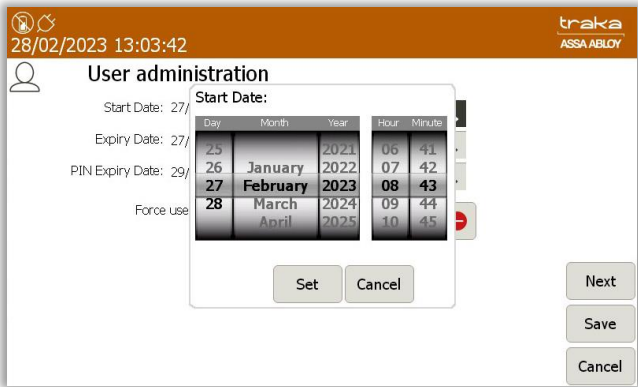 traka
28/02/2023 13:03:42
ASSA ABLOY
User administration
Start Date: 27/
Expiry Date: 27/
PIN Expiry Date: 29/
Force use
Start Date:
Day Month Year Hour Minute
25 2021 06 41
26 January 2022 07 42
27 February 2023 08 43
28 March 2024 09 44
April 2025 10 45
Set Cancel
Next
Save
Cancel